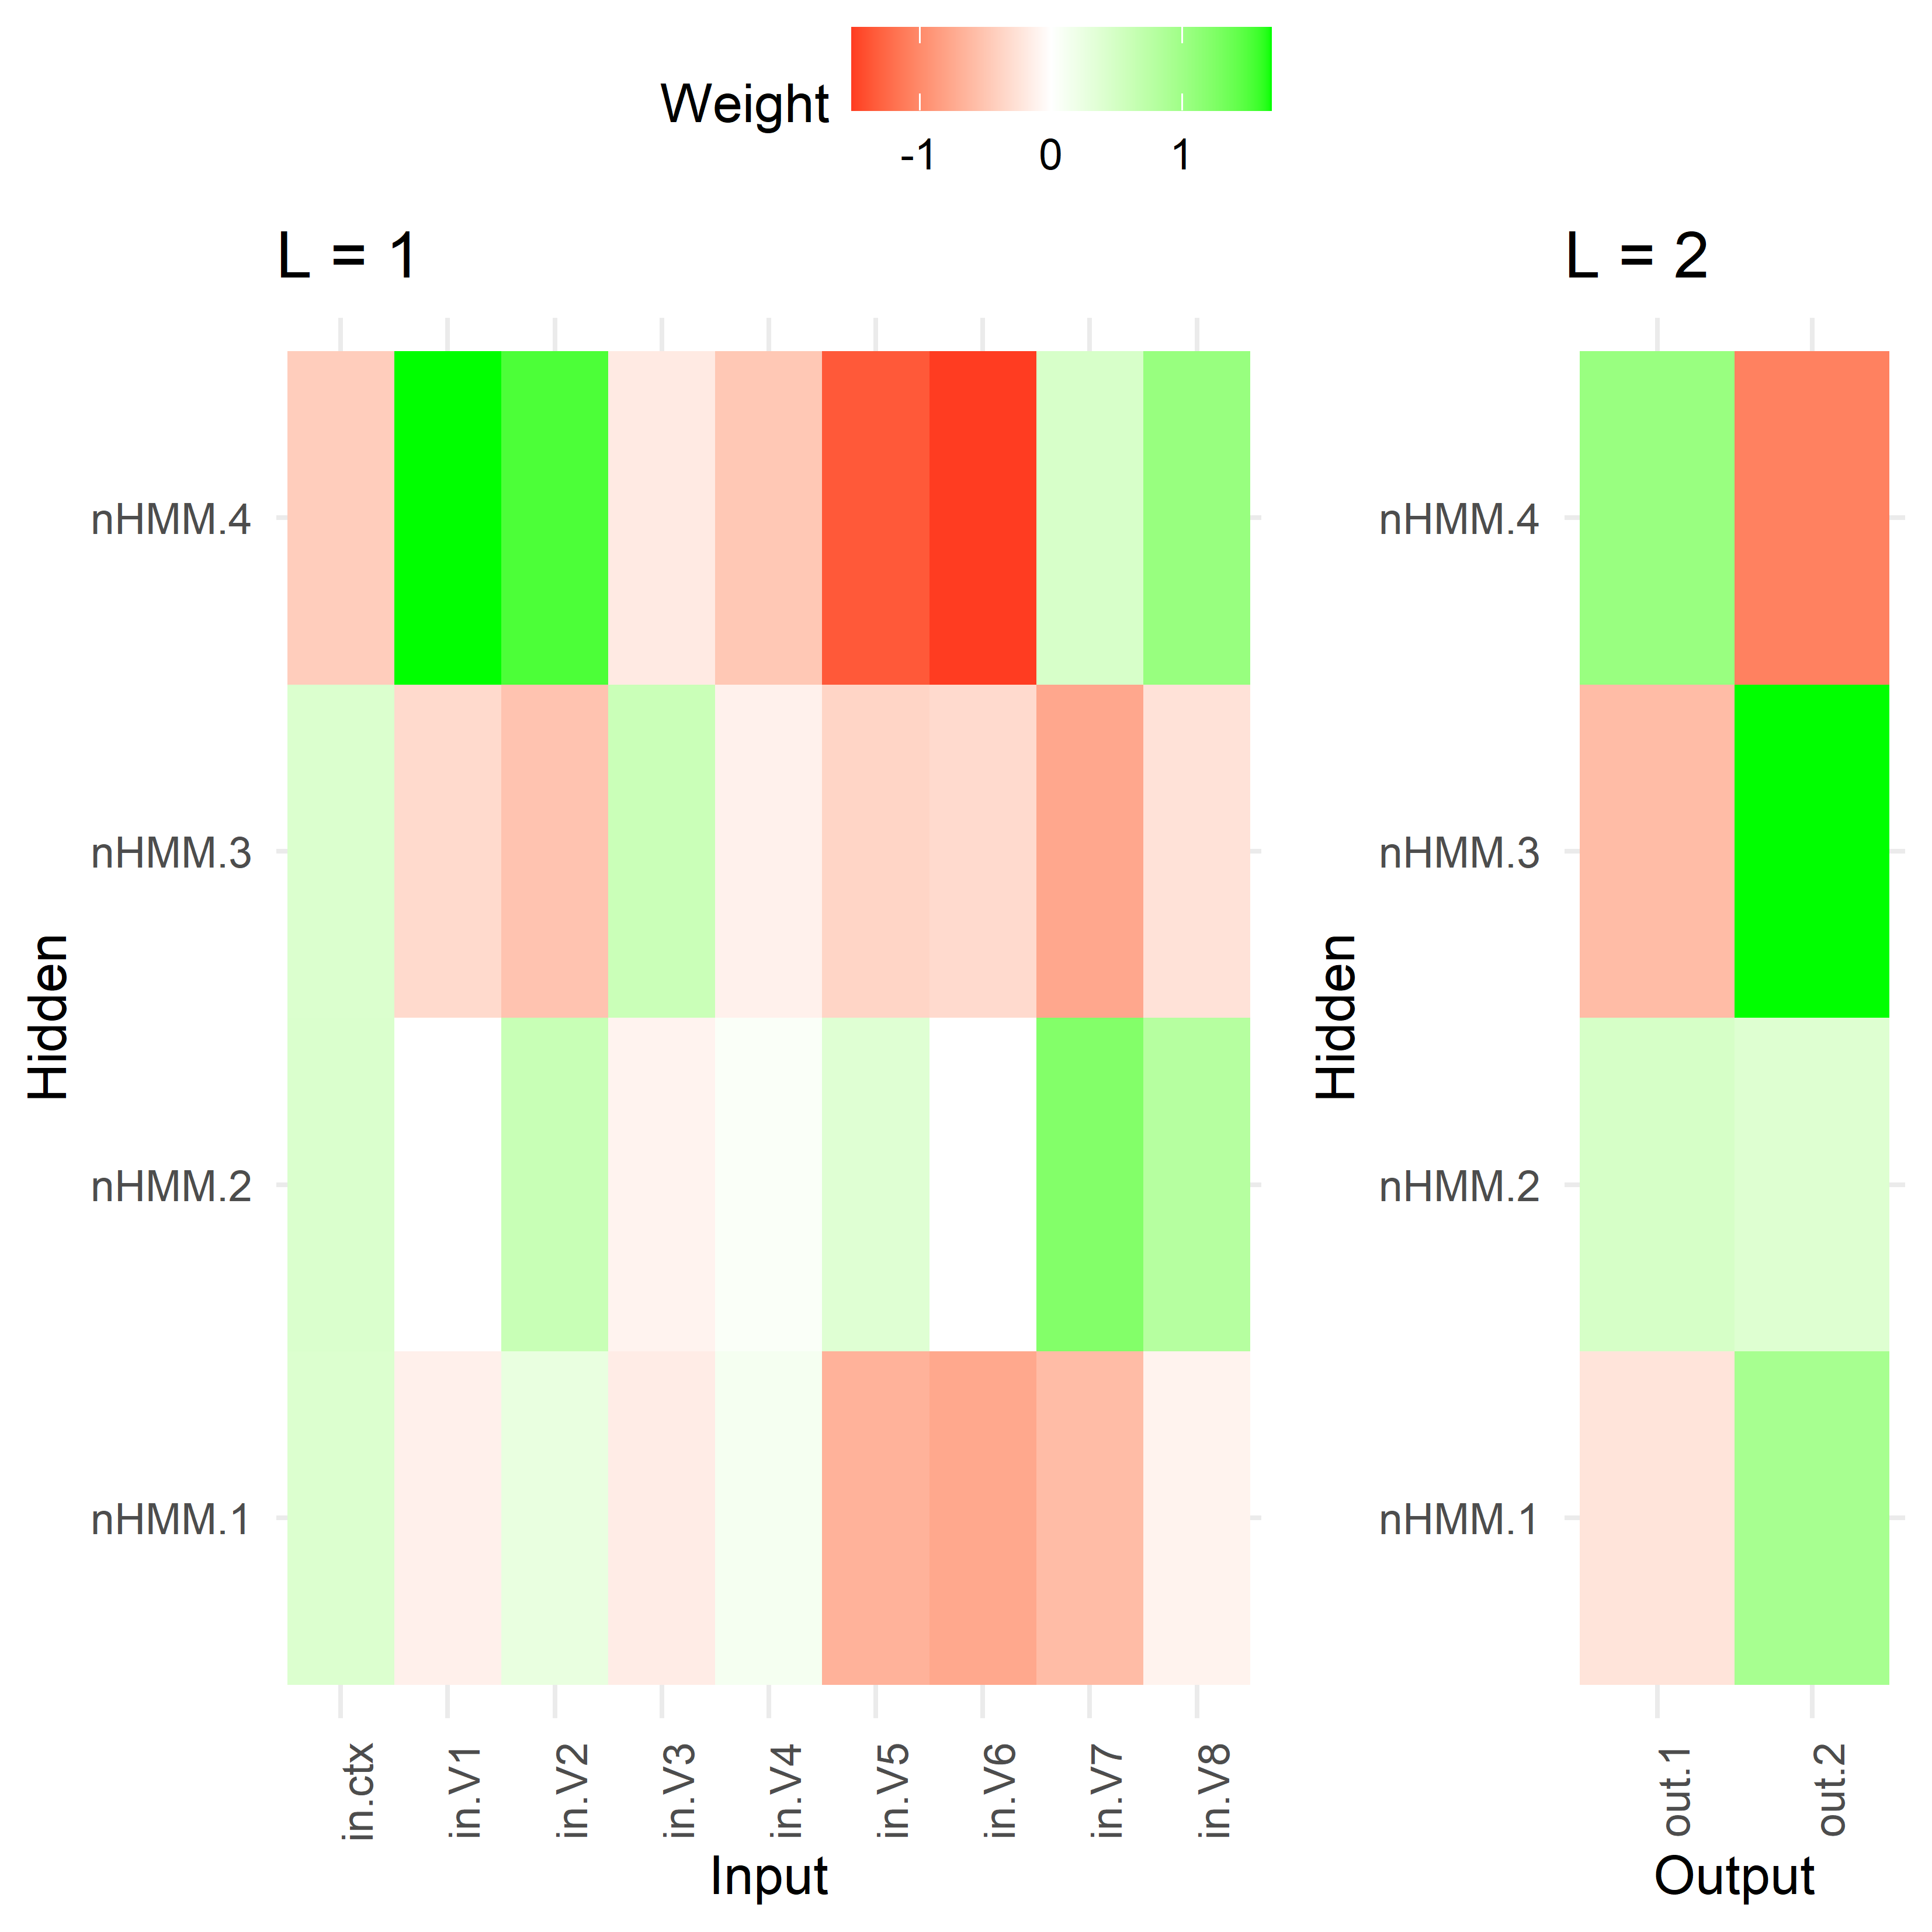 Weight
-1 0 1
L = 1
L = 2
nHMM.4
nHMM.3
nHMM.2
nHMM.1
Hidden
in.ctx in.V1 in.V2 in.V3 in.V4 in.V5 in.V6 in.V7 in.V8
Input
nHMM.4
nHMM.3
nHMM.2
nHMM.1
Hidden
out.1 out.2
Output